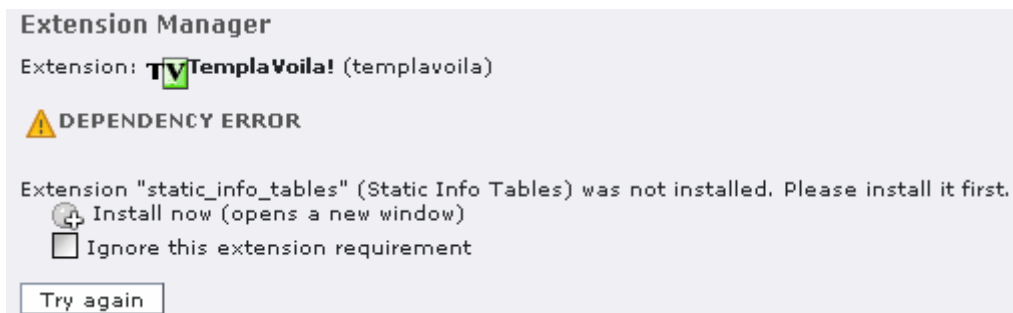 Extension Manager
Extension: TV TemplaVoila! (templavoila)
DEPENDENCY ERROR
Extension "static_info_tables" (Static Info Tables) was not installed. Please install it first.
Install now (opens a new window)
Ignore this extension requirement
Try again